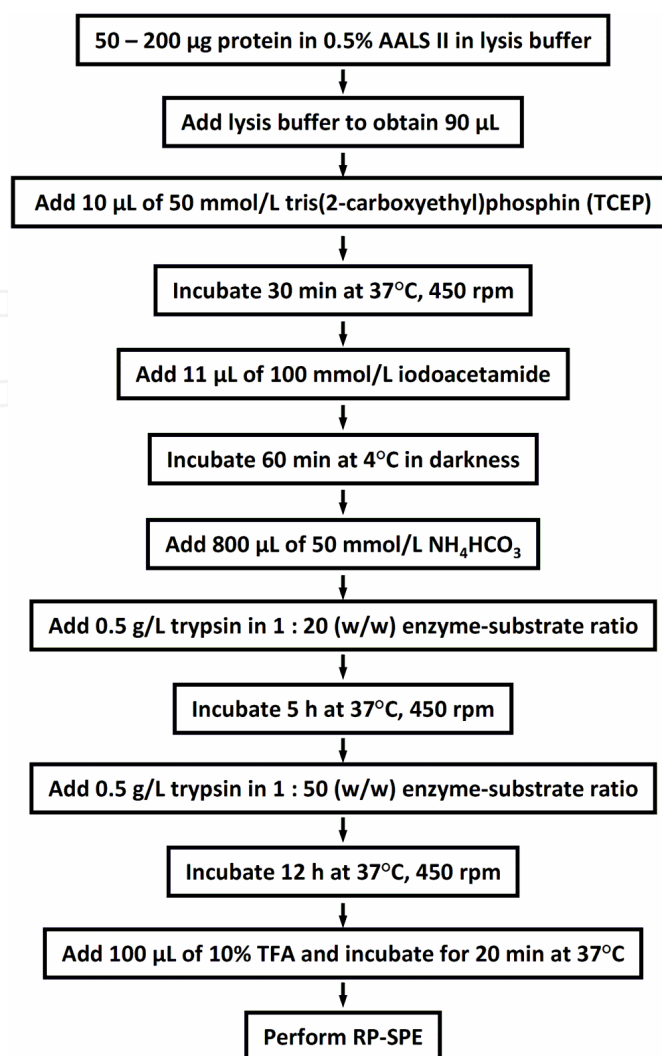 50 – 200 µg protein in 0.5% AALS II in lysis buffer
Add lysis buffer to obtain 90 µL
Add 10 µL of 50 mmol/L tris(2-carboxyethyl)phosphin (TCEP)
Incubate 30 min at 37°C, 450 rpm
Add 11 µL of 100 mmol/L iodoacetamide
Incubate 60 min at 4°C in darkness
Add 800 µL of 50 mmol/L NH₄HCO₃
Add 0.5 g/L trypsin in 1 : 20 (w/w) enzyme-substrate ratio
Incubate 5 h at 37°C, 450 rpm
Add 0.5 g/L trypsin in 1 : 50 (w/w) enzyme-substrate ratio
Incubate 12 h at 37°C, 450 rpm
Add 100 µL of 10% TFA and incubate for 20 min at 37°C
Perform RP-SPE